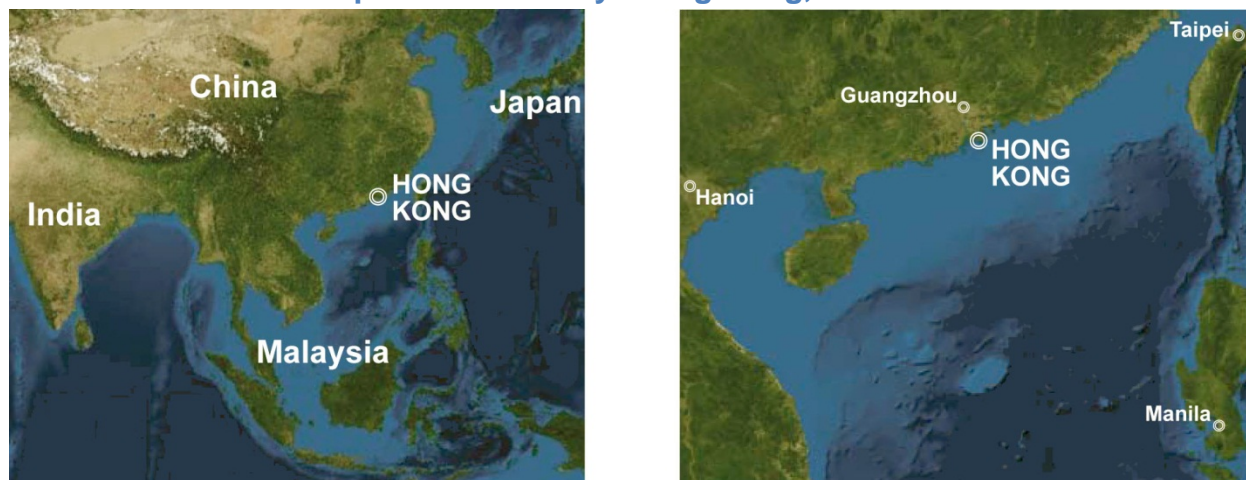 China
Japan
HONG
KONG
India
Malaysia
Taipei
Guangzhou
HONG
KONG
Hanoi
Manila